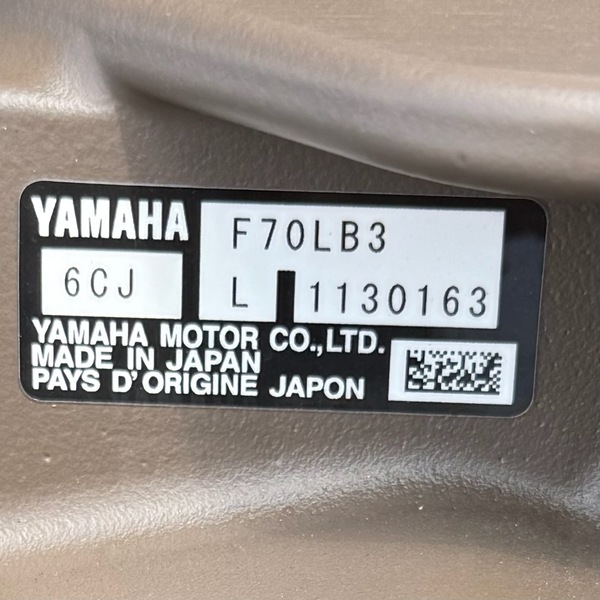 YAMAHA
F70LB3
6CJ
L 1130163
YAMAHA MOTOR CO.,LTD.
MADE IN JAPAN
PAYS D'ORIGINE JAPON